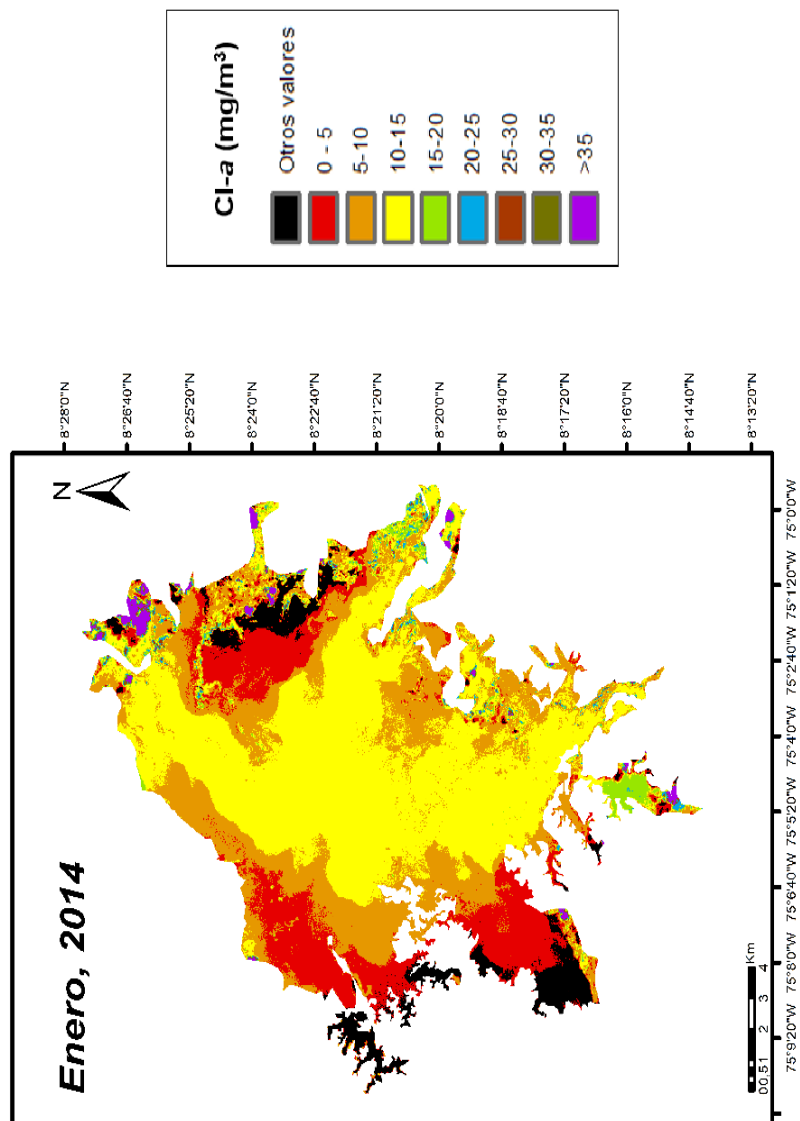 Enero, 2014
N
8°28'0"N
8°26'40"N
8°25'20"N
8°24'0"N
8°22'40"N
8°21'20"N
8°20'0"N
8°18'40"N
8°17'20"N
8°16'0"N
8°14'40"N
8°13'20"N
75°9'20"W
75°8'0"W
75°6'40"W
75°5'20"W
75°4'0"W
75°2'40"W
75°1'20"W
75°0'0"W
00,51 2 3 4
Km
Cl-a (mg/m³)
Otros valores
0 - 5
5-10
10-15
15-20
20-25
25-30
30-35
>35